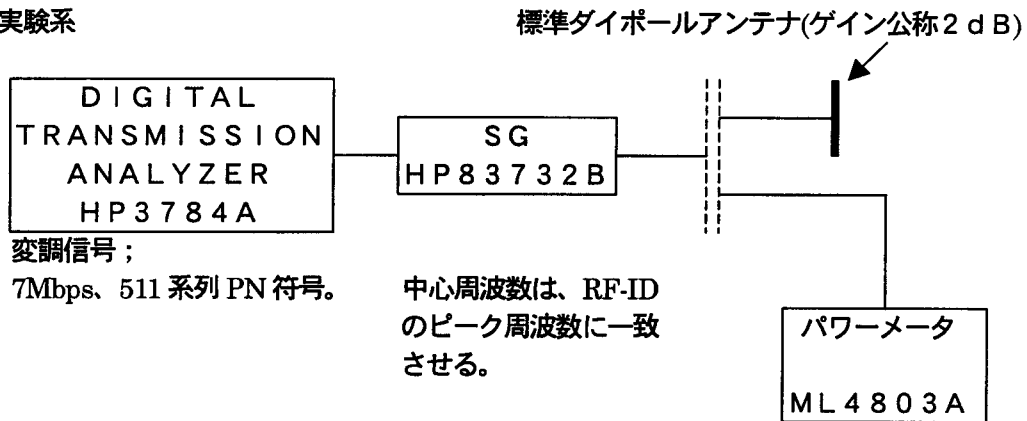 実験系
標準ダイポールアンテナ(ゲイン公称2dB)
DIGITAL
TRANSMISSION
ANALYZER
HP3784A
SG
HP83732B
変調信号;
7Mbps、511系列PN符号。
中心周波数は、RF-ID
のピーク周波数に一致
させる。
パワーメータ
ML4803A